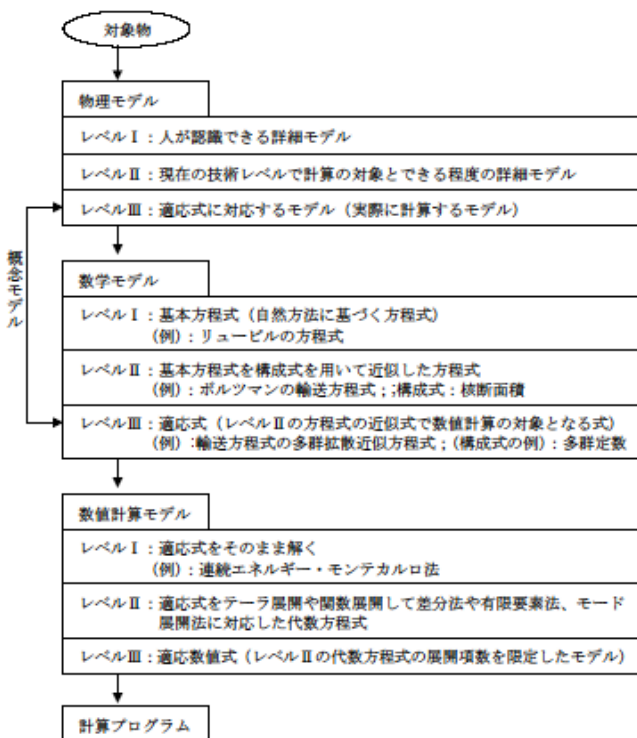 対象物
物理モデル
レベルⅠ：人が認識できる詳細モデル
レベルⅡ：現在の技術レベルで計算の対象とできる程度の詳細モデル
レベルⅢ：適応式に対応するモデル（実際に計算するモデル）
概念モデル
数学モデル
レベルⅠ：基本方程式（自然方法に基づく方程式）
（例）：リュービルの方程式
レベルⅡ：基本方程式を構成式を用いて近似した方程式
（例）：ボルツマンの輸送方程式；；構成式：核断面積
レベルⅢ：適応式（レベルⅡの方程式の近似式で数値計算の対象となる式）
（例）：輸送方程式の多群拡散近似方程式；（構成式の例）：多群定数
数値計算モデル
レベルⅠ：適応式をそのまま解く
（例）：連続エネルギー・モンテカルロ法
レベルⅡ：適応式をテーラ展開や関数展開して差分法や有限要素法、モード
展開法に対応した代数方程式
レベルⅢ：適応数値式（レベルⅡの代数方程式の展開項数を限定したモデル）
計算プログラム